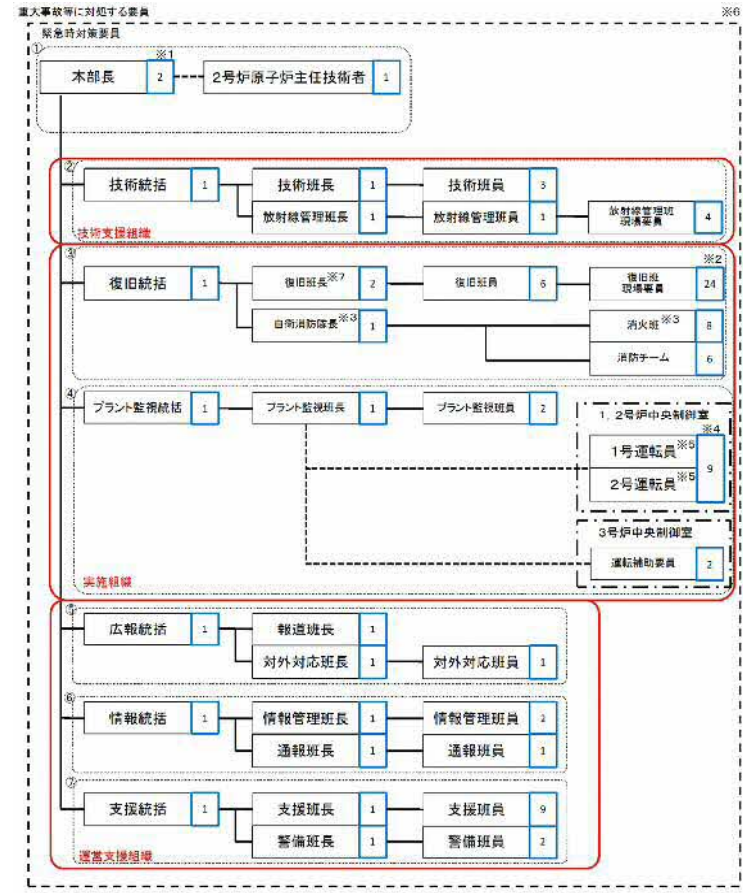 重大事故等に対処する要員
※6
緊急時対策要員
①
※1
本部長 2 2号炉原子炉主任技術者 1
②
技術統括 1 技術班長 1 技術班員 3
放射線管理班長 1 放射線管理班員 1 放射線管理班
現場要員 4
技術支援組織
③
※2
復旧統括 1 復旧班長※7 2 復旧班員 6 復旧班
現場要員 24
自衛消防隊長※3 1 消火班※3 8
消防チーム 6
④
プラント監視統括 1 プラント監視班長 1 プラント監視班員 2
1, 2号炉中央制御室
※4
1号運転員※5 9
2号運転員※5
3号炉中央制御室
運転補助要員 2
実施組織
⑤
広報統括 1 報道班長 1
対外対応班長 1 対外対応班員 1
⑥
情報統括 1 情報管理班長 1 情報管理班員 2
通報班長 1 通報班員 1
⑦
支援統括 1 支援班長 1 支援班員 9
警備班長 1 警備班員 2
運営支援組織